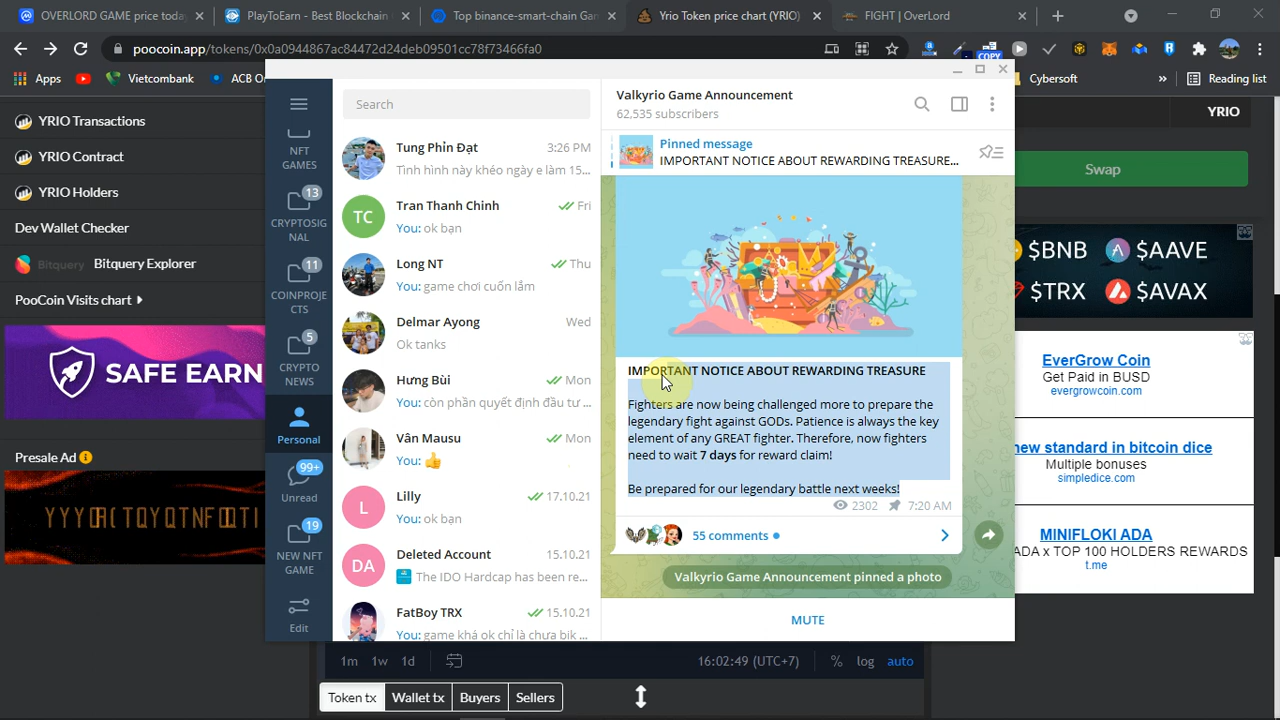 OVERLORD GAME price today
PlayToEarn - Best Blockchain
Top binance-smart-chain Gam
Yrio Token price chart (YRIO)
FIGHT | OverLord
poocoin.app/tokens/0x0a0944867ac84472d24deb09501cc78f73466fa0
COPY
Apps
Vietcombank
ACB O
Cybersoft
»
Reading list
YRIO Transactions
YRIO Contract
YRIO Holders
Dev Wallet Checker
Bitquery
Bitquery Explorer
PooCoin Visits chart
SAFE EARN
Presale Ad
NFT
GAMES
13
CRYPTOSIG
NAL
11
COINPROJE
CTS
5
CRYPTO
NEWS
Personal
99+
Unread
19
NEW NFT
GAME
Edit
Search
Tung Phỉn Đạt
3:26 PM
Tinh hình này khéo ngày e làm 15...
TC
Tran Thanh Chinh
Fri
You: ok bạn
Long NT
Thu
You: game chơi cuốn lắm
Delmar Ayong
Wed
Ok tanks
Hưng Bùi
Mon
You: còn phần quyết định đầu tư ...
Vân Mausu
Mon
You: 👍
L
Lilly
17.10.21
You: ok bạn
DA
Deleted Account
15.10.21
The IDO Hardcap has been re...
FatBoy TRX
15.10.21
You: game khá ok chỉ là chưa bik ...
Valkyrio Game Announcement
62,535 subscribers
Pinned message
IMPORTANT NOTICE ABOUT REWARDING TREASURE...
IMPORTANT NOTICE ABOUT REWARDING TREASURE
Fighters are now being challenged more to prepare the
legendary fight against GODs. Patience is always the key
element of any GREAT fighter. Therefore, now fighters
need to wait 7 days for reward claim!
Be prepared for our legendary battle next weeks!
2302
7:20 AM
55 comments
Valkyrio Game Announcement pinned a photo
MUTE
YRIO
Swap
$BNB
$AAVE
$TRX
$AVAX
EverGrow Coin
Get Paid in BUSD
evergrowcoin.com
new standard in bitcoin dice
Multiple bonuses
simpledice.com
MINIFLOKI ADA
ADA x TOP 100 HOLDERS REWARDS
t.me
1m
1w
1d
16:02:49 (UTC+7)
%
log
auto
Token tx
Wallet tx
Buyers
Sellers